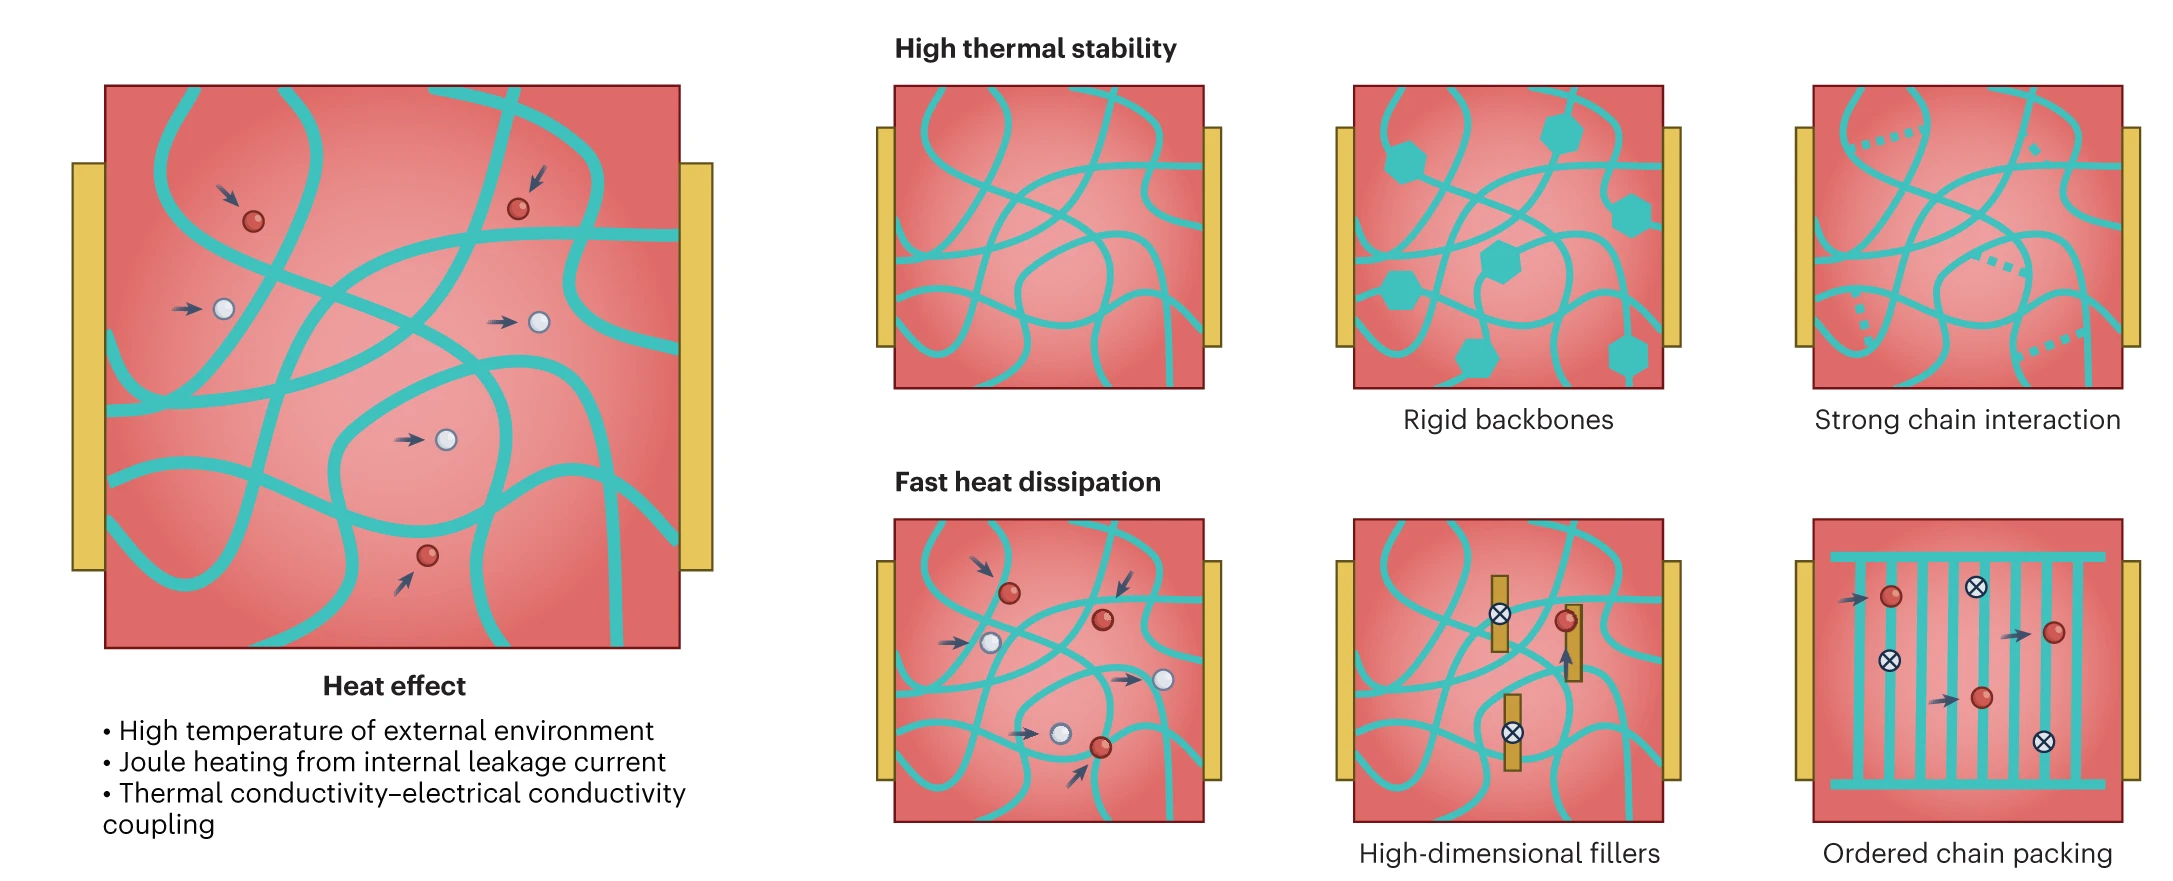 High thermal stability
Rigid backbones
Strong chain interaction
Fast heat dissipation
Heat effect
• High temperature of external environment
• Joule heating from internal leakage current
• Thermal conductivity–electrical conductivity
coupling
High-dimensional fillers
Ordered chain packing